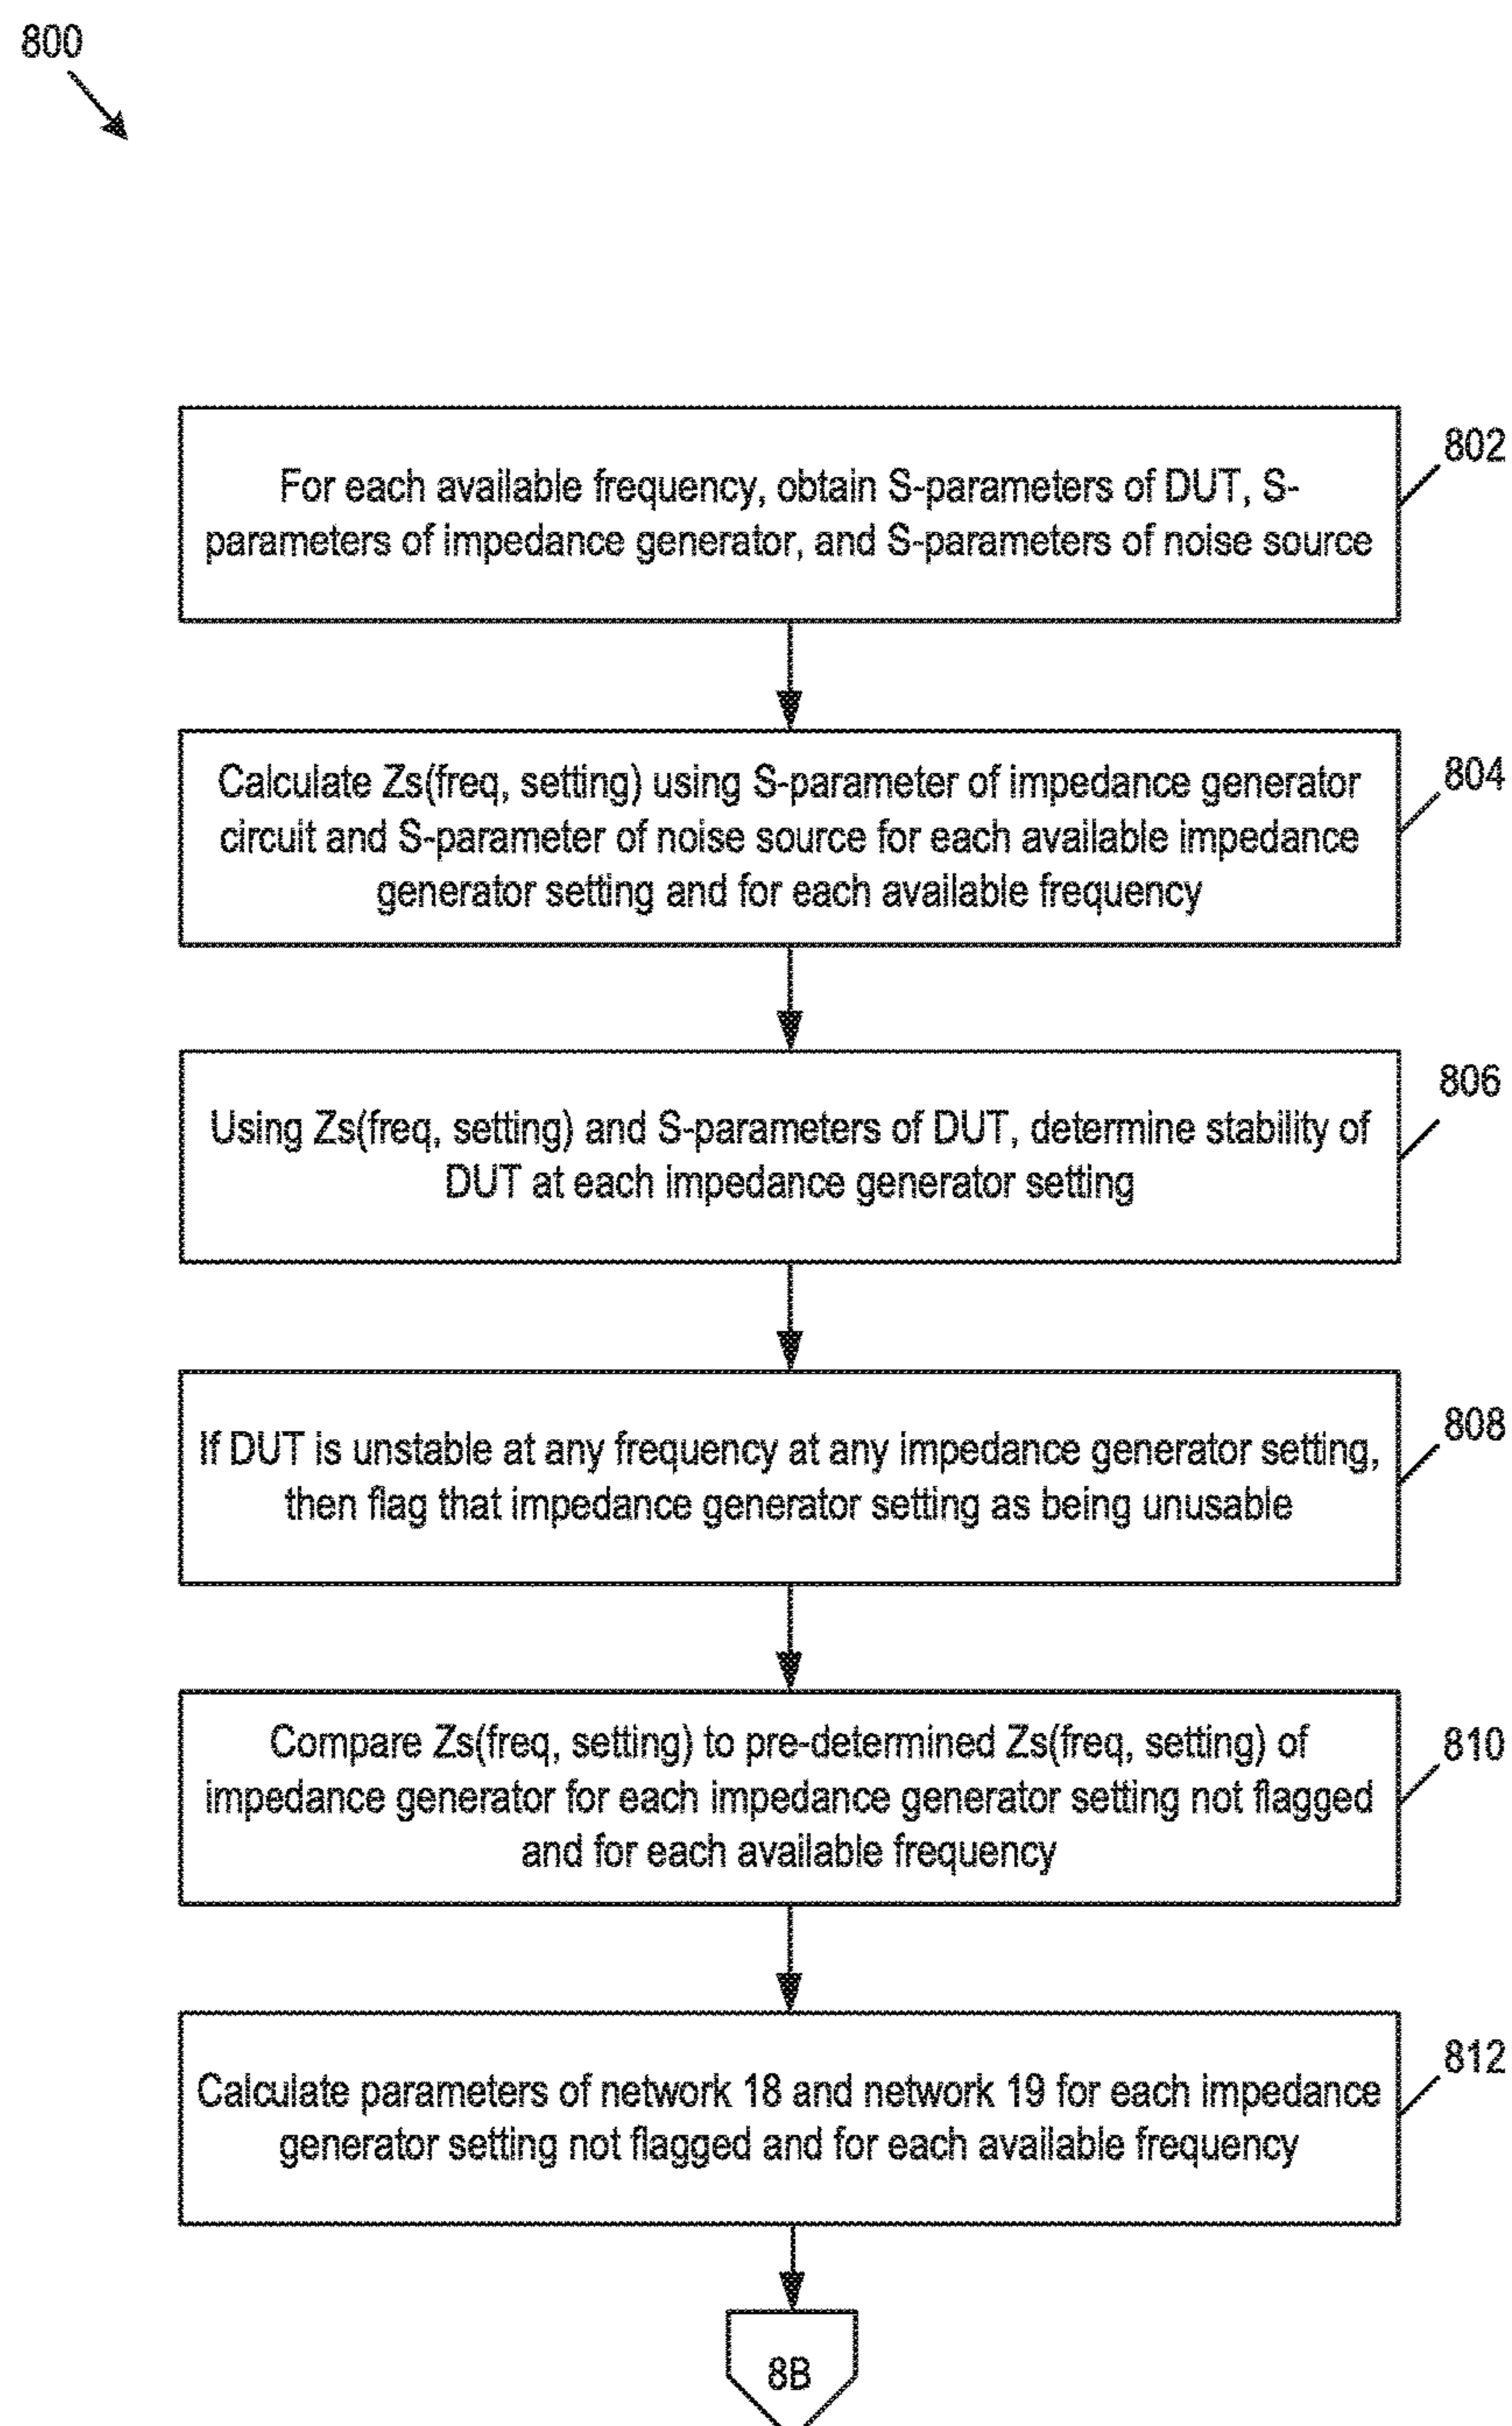 800
For each available frequency, obtain S-parameters of DUT, S-
parameters of impedance generator, and S-parameters of noise source
802
Calculate Zs(freq, setting) using S-parameter of impedance generator
circuit and S-parameter of noise source for each available impedance
generator setting and for each available frequency
804
Using Zs(freq, setting) and S-parameters of DUT, determine stability of
DUT at each impedance generator setting
806
If DUT is unstable at any frequency at any impedance generator setting,
then flag that impedance generator setting as being unusable
808
Compare Zs(freq, setting) to pre-determined Zs(freq, setting) of
impedance generator for each impedance generator setting not flagged
and for each available frequency
810
Calculate parameters of network 18 and network 19 for each impedance
generator setting not flagged and for each available frequency
812
8B